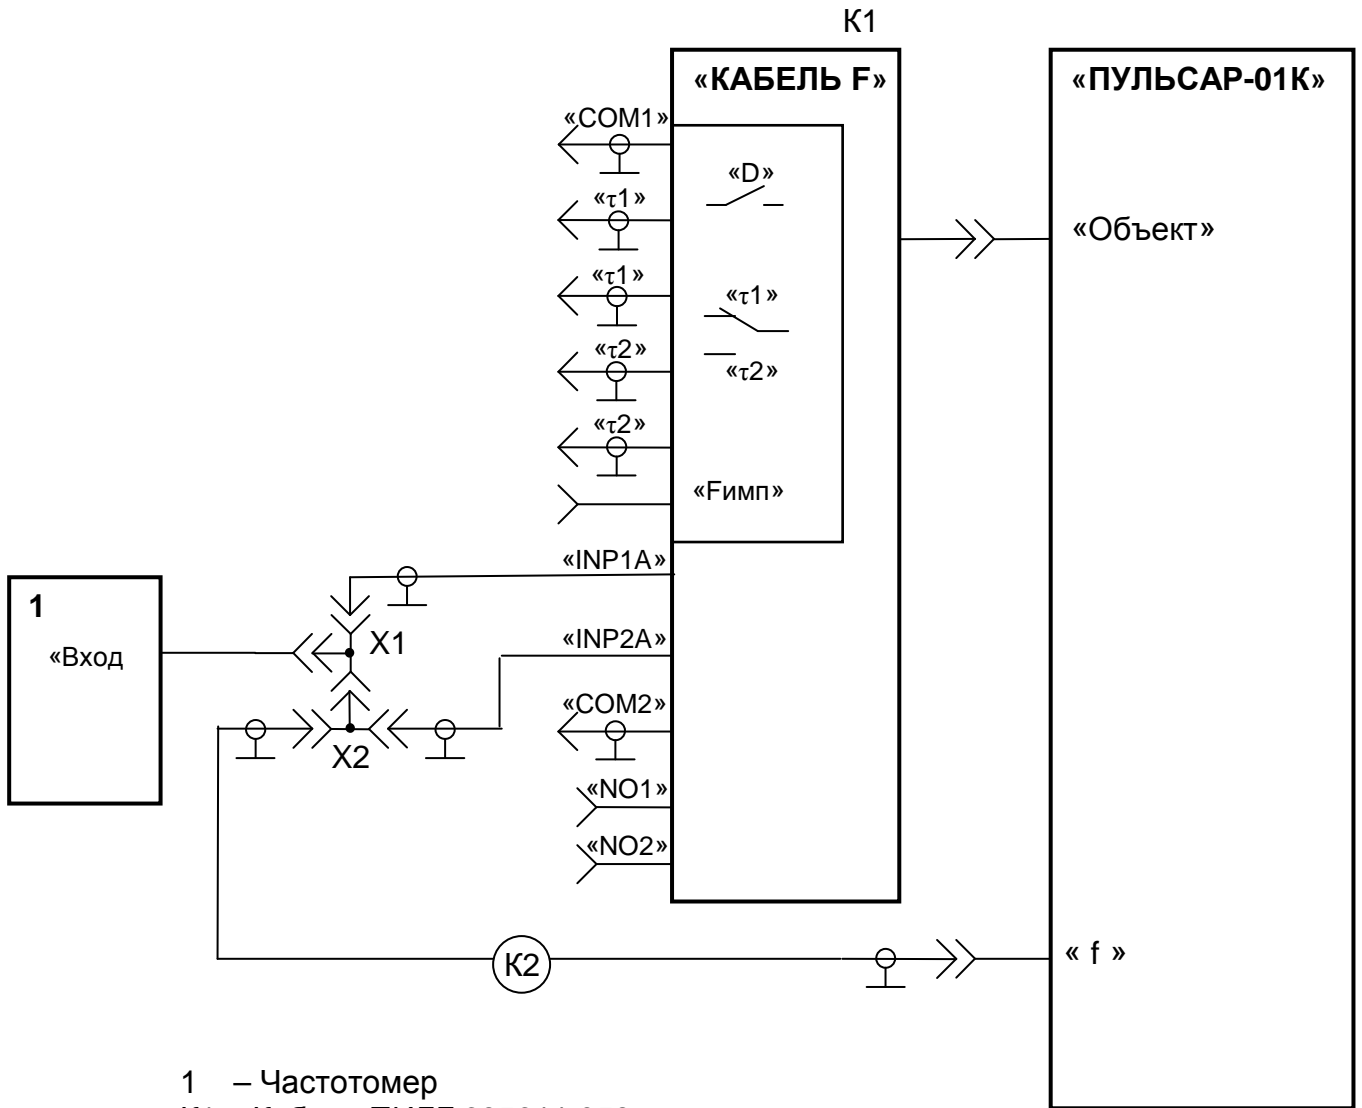 К1
«КАБЕЛЬ F»
«ПУЛЬСАР-01К»
«COM1»
«D»
«τ1»
«Объект»
«τ1»
«τ1»
«τ2»
«τ2»
«τ2»
«Fимп»
«INP1A»
1
«Вход
X1
«INP2A»
«COM2»
X2
«NO1»
«NO2»
К2
« f »
1 – Частотомер